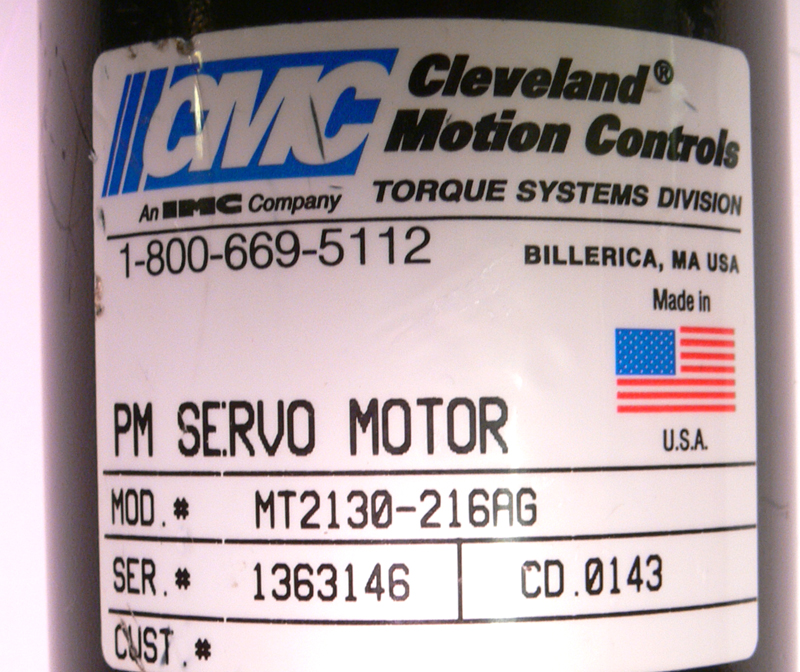 CMC Cleveland®
Motion Controls
An IMC Company TORQUE SYSTEMS DIVISION
1-800-669-5112 BILLERICA, MA USA
Made in
U.S.A.
PM SERVO MOTOR
MOD.# MT2130-216AG
SER.# 1363146 CD.0143
CUST.#